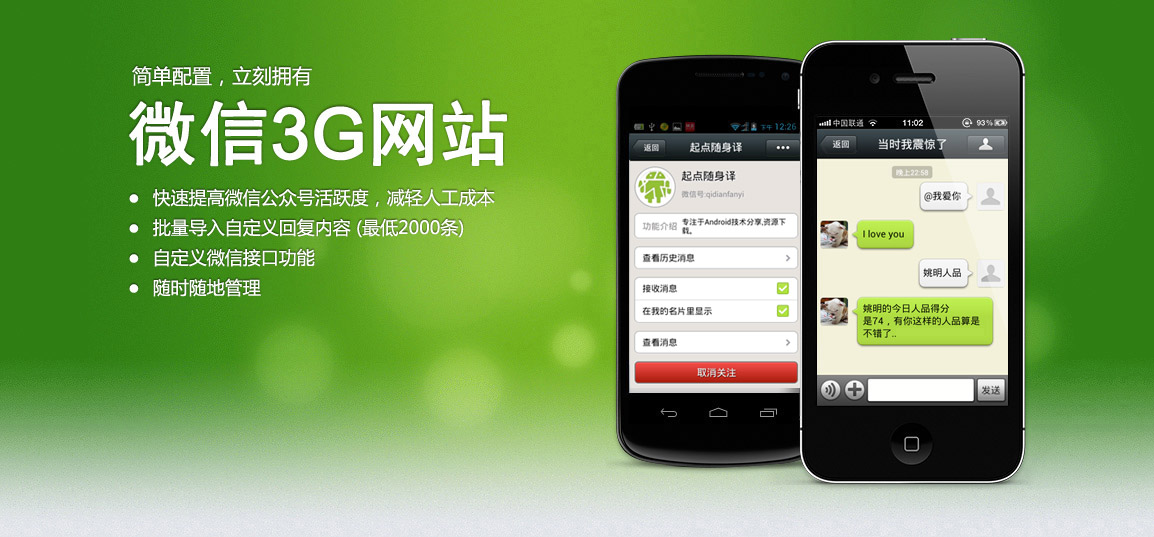 简单配置，立刻拥有
微信3G网站
快速提高微信公众号活跃度，减轻人工成本
批量导入自定义回复内容 (最低2000条)
自定义微信接口功能
随时随地管理
下午 12:26
返回
起点随身译
起点随身译
微信号:qidianfanyi
功能介绍
专注于Android技术分享,资源下
载。
查看历史消息
接收消息
在我的名片里显示
查看消息
取消关注
中国联通
11:02
93%
返回
当时我震惊了
晚上22:58
@我爱你
I love you
姚明人品
姚明的今日人品得分
是74，有你这样的人品算是
不错了..
发送